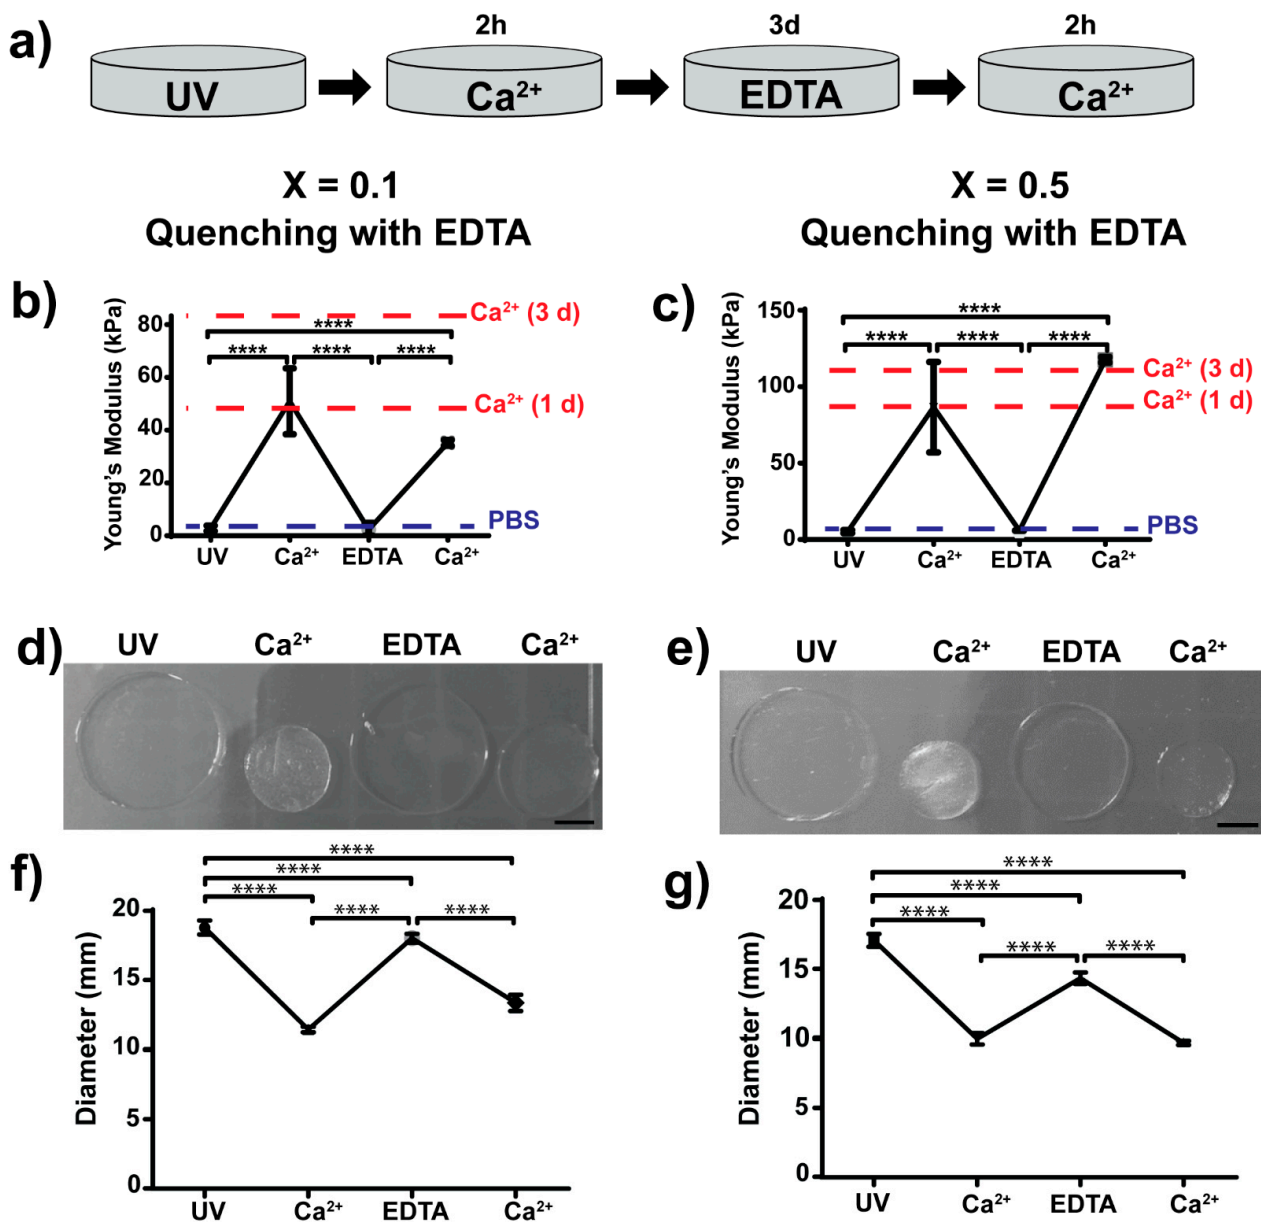 a)
2h 3d 2h
UV Ca²⁺ EDTA Ca²⁺
X = 0.1
Quenching with EDTA
X = 0.5
Quenching with EDTA
b)
Young's Modulus (kPa)
80
60
40
20
0
Ca²⁺ (3 d)
Ca²⁺ (1 d)
PBS
**** 
**** **** ****
UV Ca²⁺ EDTA Ca²⁺
c)
Young's Modulus (kPa)
150
100
50
0
Ca²⁺ (3 d)
Ca²⁺ (1 d)
PBS
****
**** **** ****
UV Ca²⁺ EDTA Ca²⁺
d)
UV Ca²⁺ EDTA Ca²⁺
e)
UV Ca²⁺ EDTA Ca²⁺
f)
Diameter (mm)
20
15
10
5
0
****
****
**** **** ****
UV Ca²⁺ EDTA Ca²⁺
g)
Diameter (mm)
20
15
10
5
0
****
****
****
**** ****
UV Ca²⁺ EDTA Ca²⁺